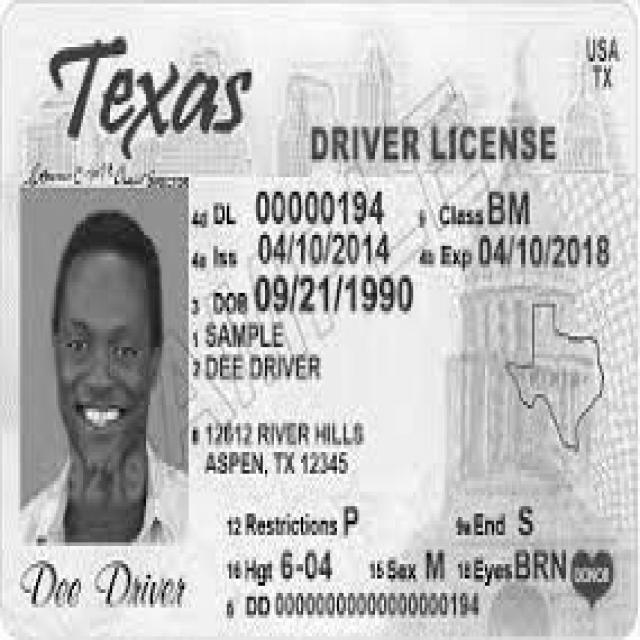 Texas
USA
TX
DRIVER LICENSE
4d DL 00000194 9 Class BM
4a Iss 04/10/2014 4b Exp 04/10/2018
3 DOB 09/21/1990
1 SAMPLE
2 DEE DRIVER
8 12612 RIVER HILLS
ASPEN, TX 12345
12 Restrictions P 9a End S
16 Hgt 6-04 15 Sex M 18 Eyes BRN DONOR
5 DD 00000000000000000194
Dee Driver